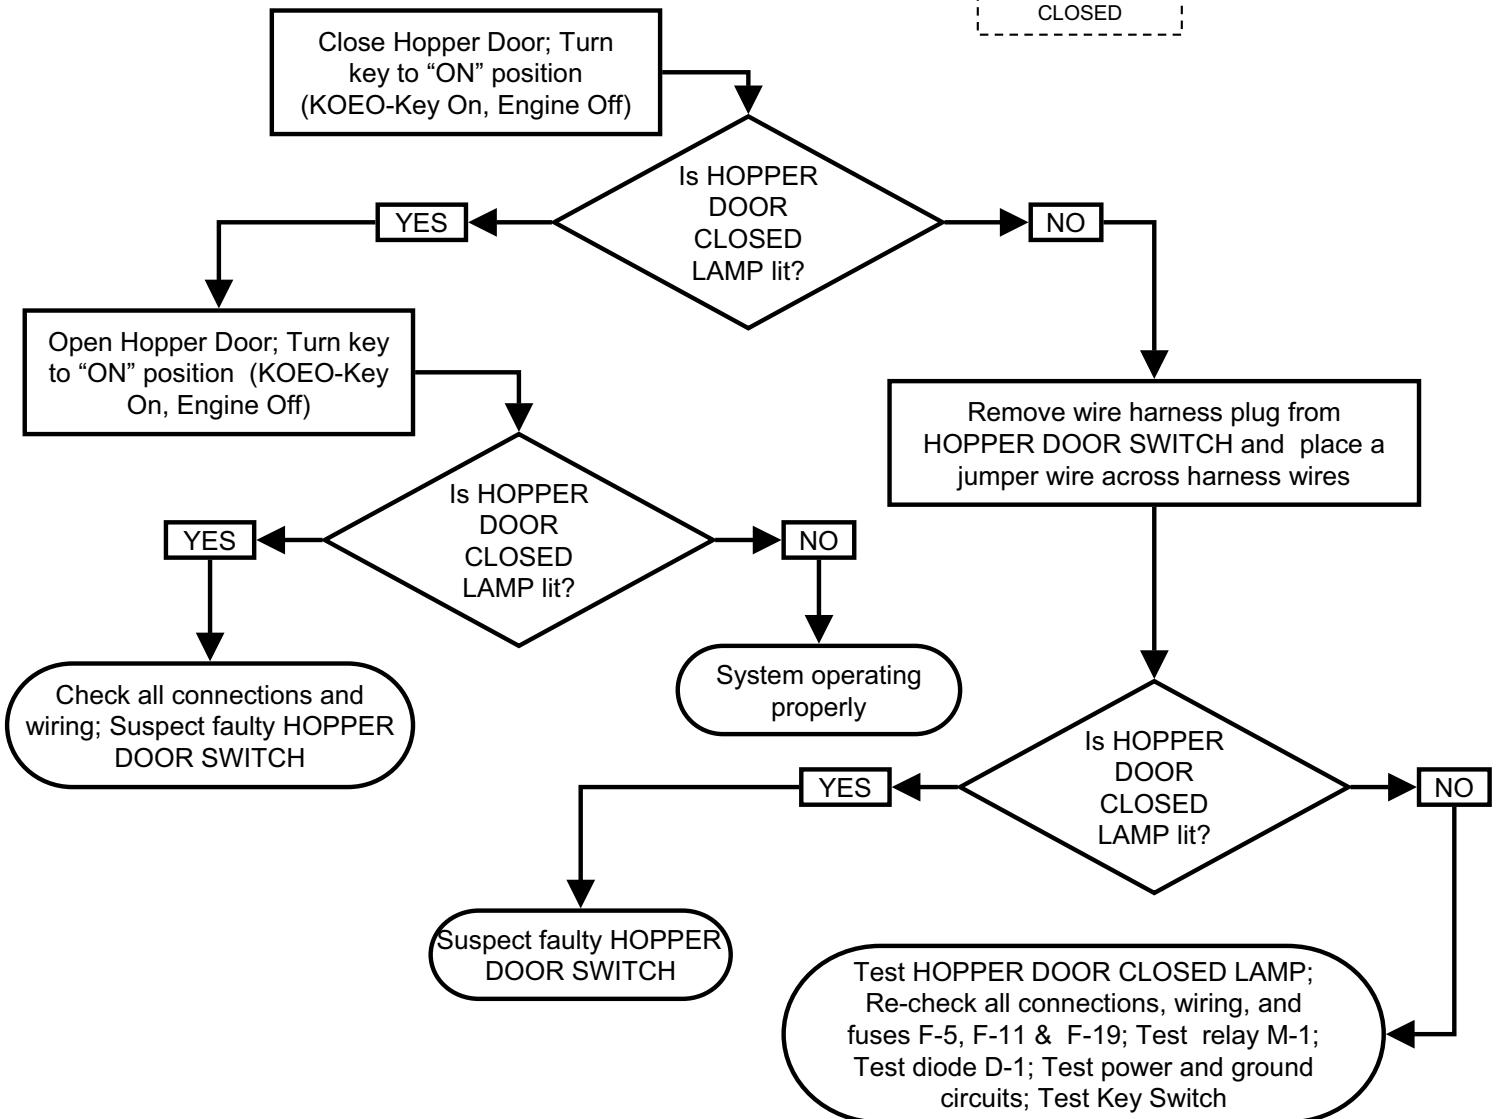 CLOSED
Close Hopper Door; Turn
key to “ON” position
(KOEO-Key On, Engine Off)
Is HOPPER
DOOR
CLOSED
LAMP lit?
YES
NO
Open Hopper Door; Turn key
to “ON” position (KOEO-Key
On, Engine Off)
Remove wire harness plug from
HOPPER DOOR SWITCH and place a
jumper wire across harness wires
Is HOPPER
DOOR
CLOSED
LAMP lit?
YES
NO
Check all connections and
wiring; Suspect faulty HOPPER
DOOR SWITCH
System operating
properly
Is HOPPER
DOOR
CLOSED
LAMP lit?
YES
NO
Suspect faulty HOPPER
DOOR SWITCH
Test HOPPER DOOR CLOSED LAMP;
Re-check all connections, wiring, and
fuses F-5, F-11 & F-19; Test relay M-1;
Test diode D-1; Test power and ground
circuits; Test Key Switch